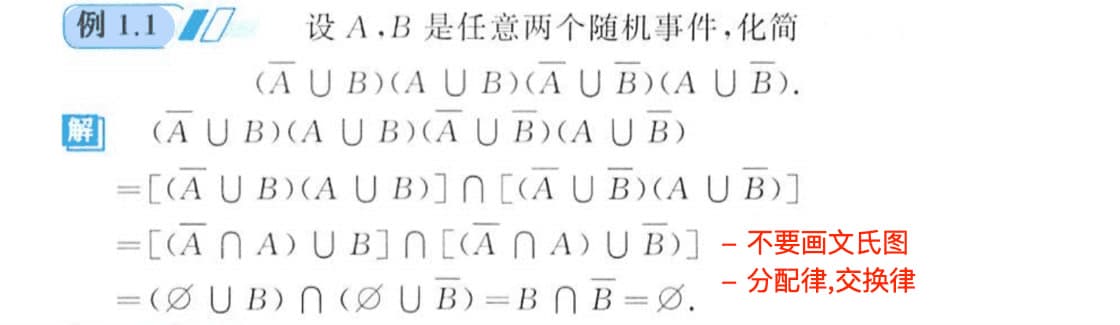 例 1.1 设 A,B 是任意两个随机事件,化简
(A̅ ∪ B)(A ∪ B)(A̅ ∪ B̅)(A ∪ B̅).
解 (A̅ ∪ B)(A ∪ B)(A̅ ∪ B̅)(A ∪ B̅)
=[(A̅ ∪ B)(A ∪ B)] ∩ [(A̅ ∪ B̅)(A ∪ B̅)]
=[(A̅ ∩ A) ∪ B] ∩ [(A̅ ∩ A) ∪ B̅)] - 不要画文氏图
- 分配律,交换律
=(∅ ∪ B) ∩ (∅ ∪ B̅)=B ∩ B̅=∅.